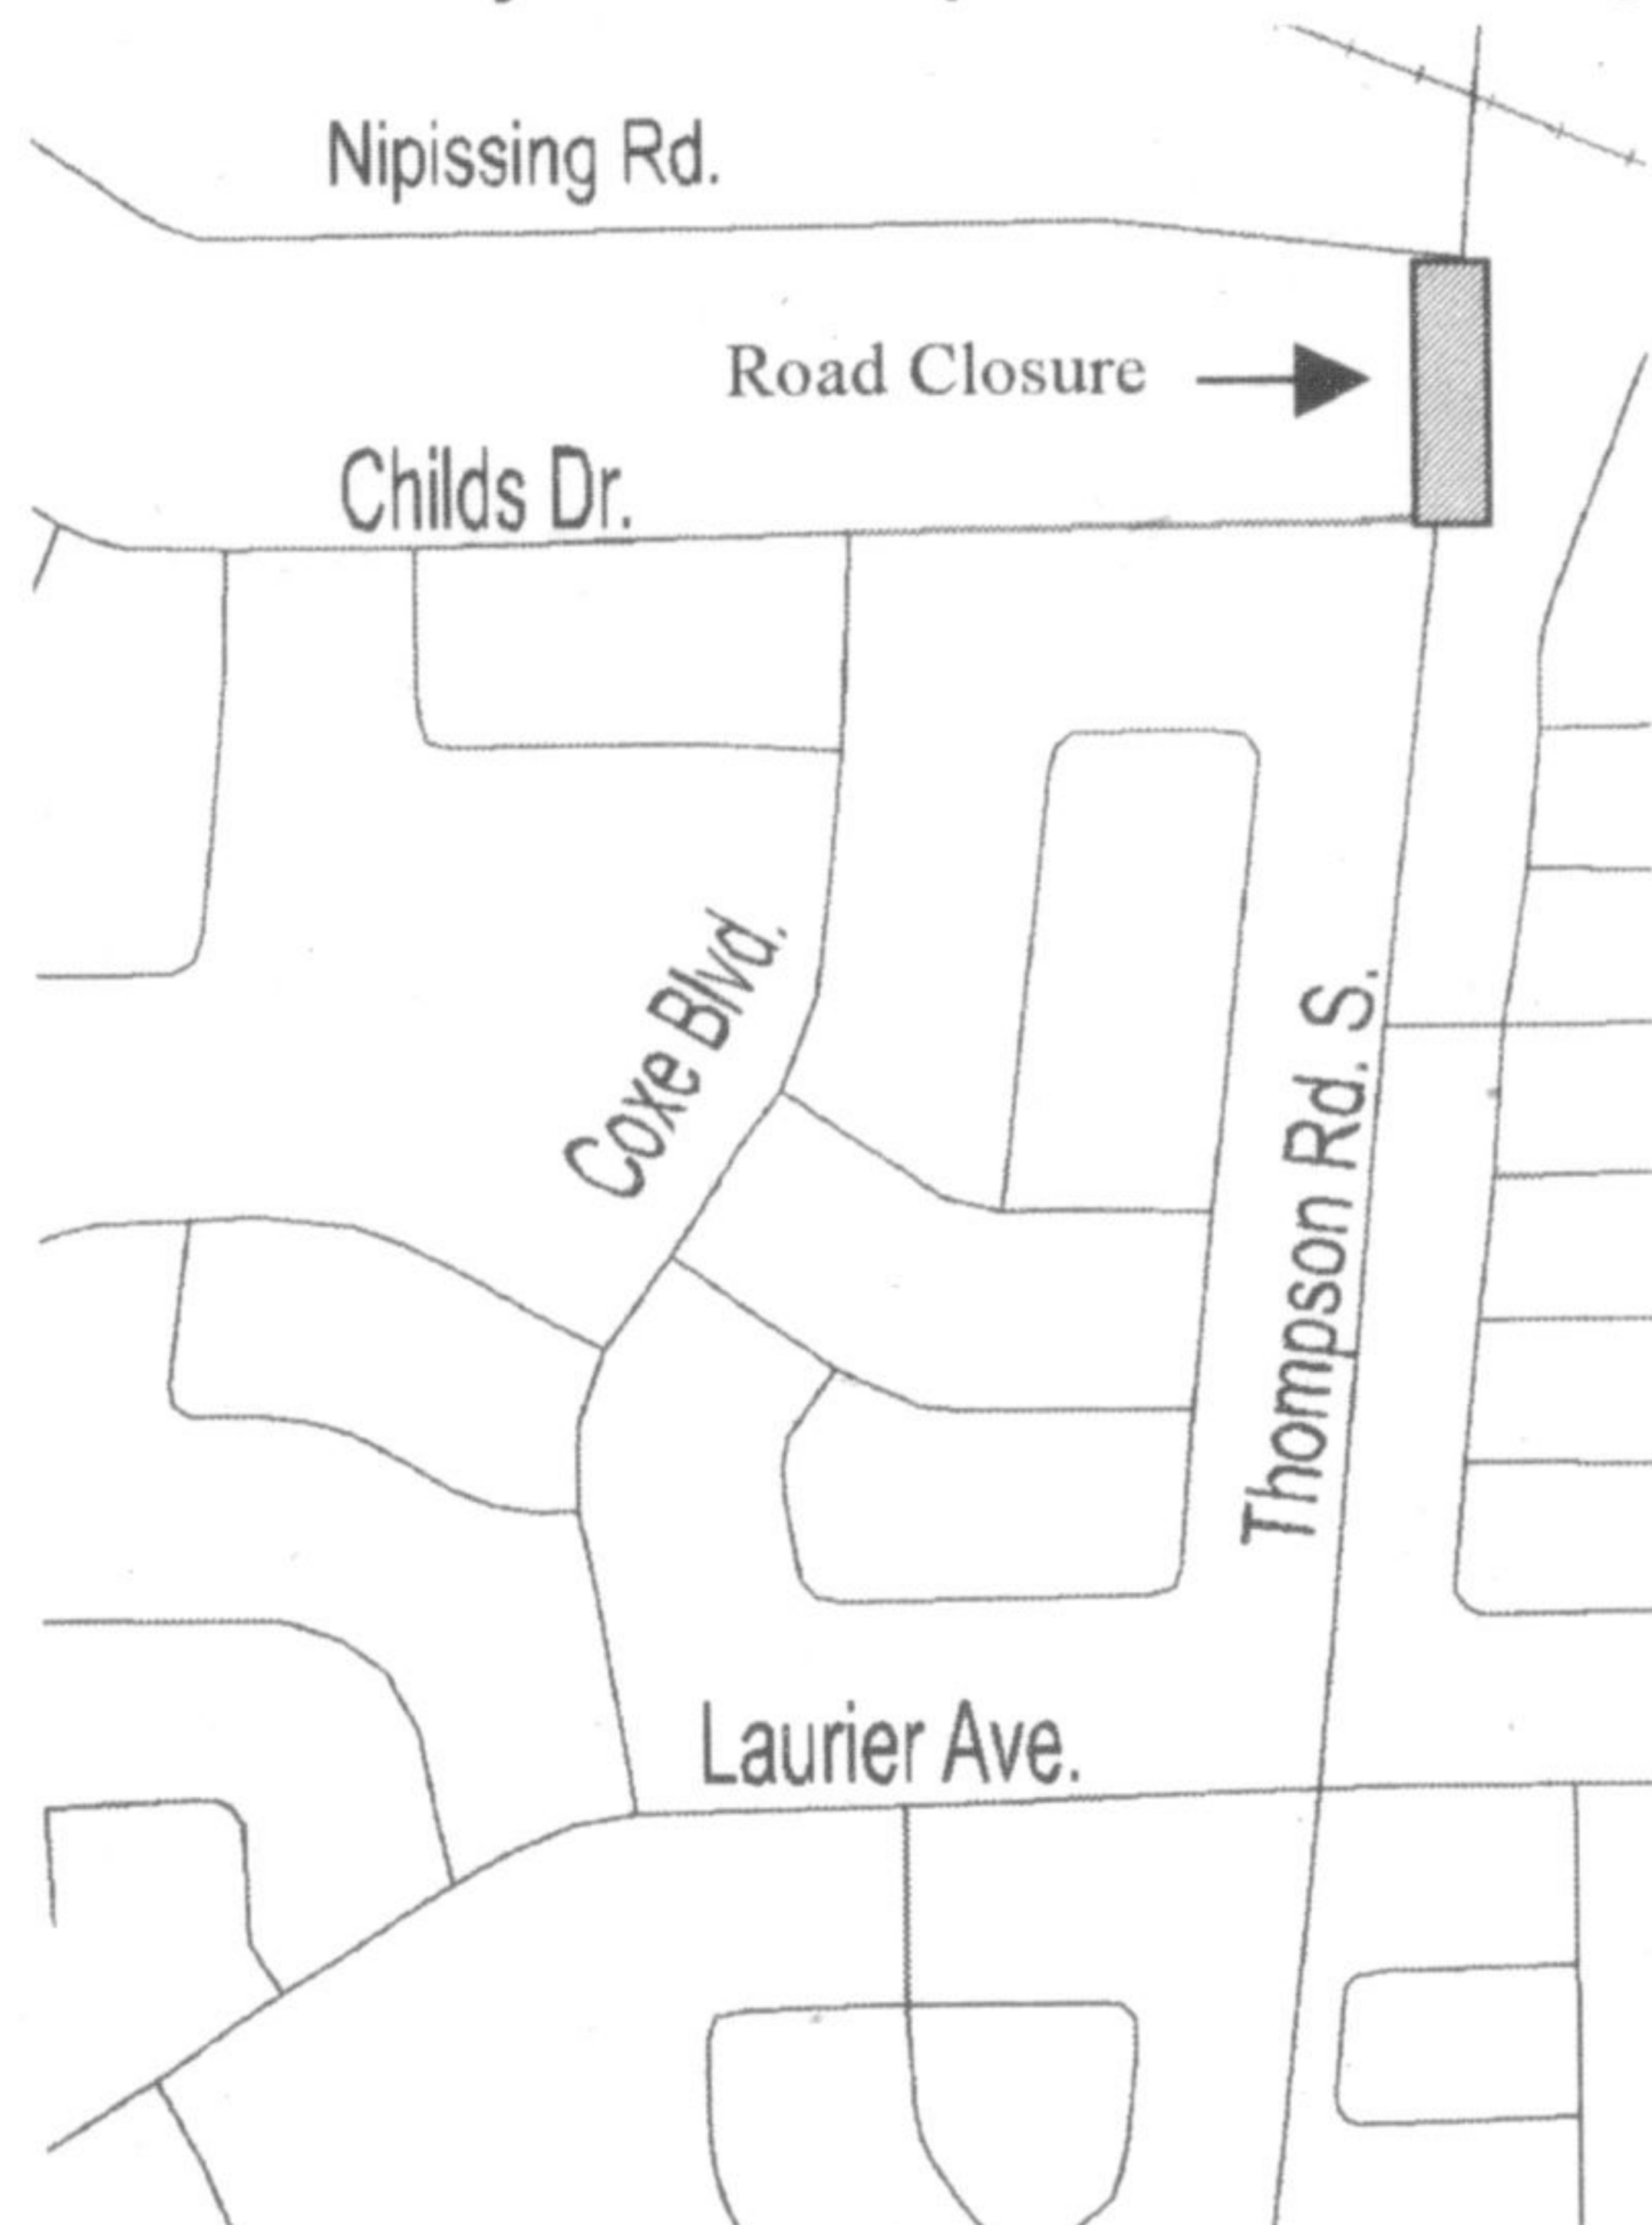 Nipissing Rd.
Road Closure
Childs Dr.
Coxe Blvd.
Thompson Rd. S.
Laurier Ave.